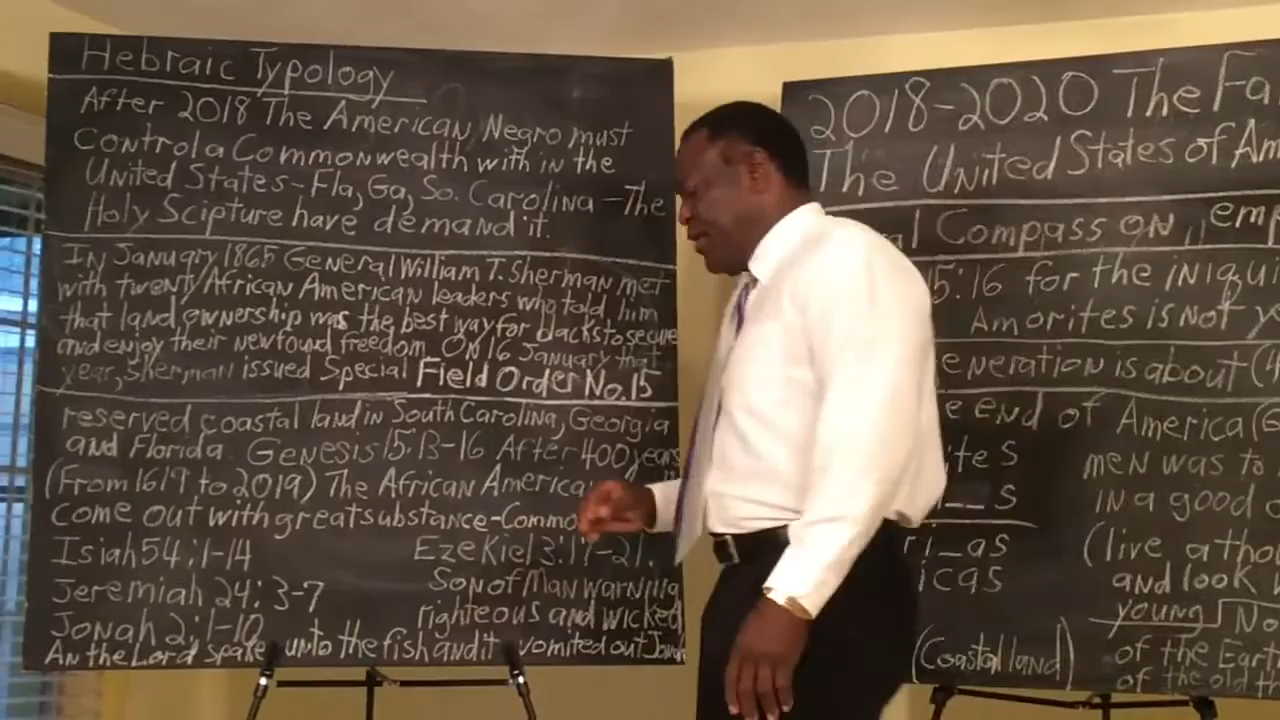 Hebraic Typology
After 2018 The American Negro must
control a Commonwealth with in the
United States-Fla, Ga, So. Carolina-The
Holy Scipture have demand it.
In January 1865 General William T. Sherman met
with twenty African American leaders who told him
that land ownership was the best way for blacks to secure
and enjoy their newfound freedom. ON 16 January that
year, Sherman issued Special Field Order No.15
reserved coastal land in South Carolina, Georgia
and Florida. Genesis 15:13-16 After 400 years
(From 1619 to 2019) The African America
come out with great substance-Commo
Isiah 54:1-14
Jeremiah 24:3-7
Jonah 2:1-10
Ezekiel 3:17-21
Son of Man warning
righteous and wicked
An the Lord spake unto the fish and it vomited out Jonah
2018-2020 The Fa
The United States of Am
al Compass on "emp
15:16 for the iniqui
Amorites is not y
eneration is about (4
e end of America (G
ite s
_ _ s
ri_as
icas
(Coastal land)
men was to
in a good
(live a tho
and look
young No
of the Earth
of the old th